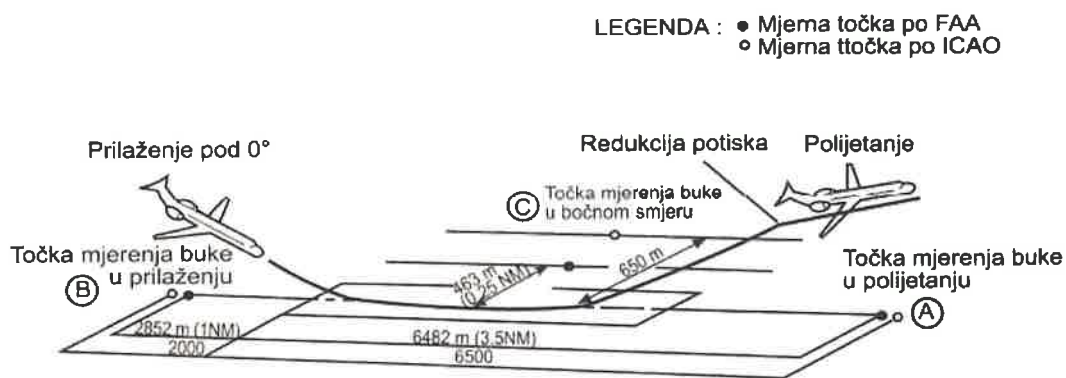 LEGENDA : ● Mjerna točka po FAA
○ Mjerna ttočka po ICAO
Prilaženje pod 0°
Redukcija potiska
Polijetanje
C Točka mjerenja buke
u bočnom smjeru
Točka mjerenja buke
u prilaženju
B
650 m
463 m
(0.25 NM)
Točka mjerenja buke
u polijetanju
A
2852 m (1NM)
2000
6482 m (3.5NM)
6500